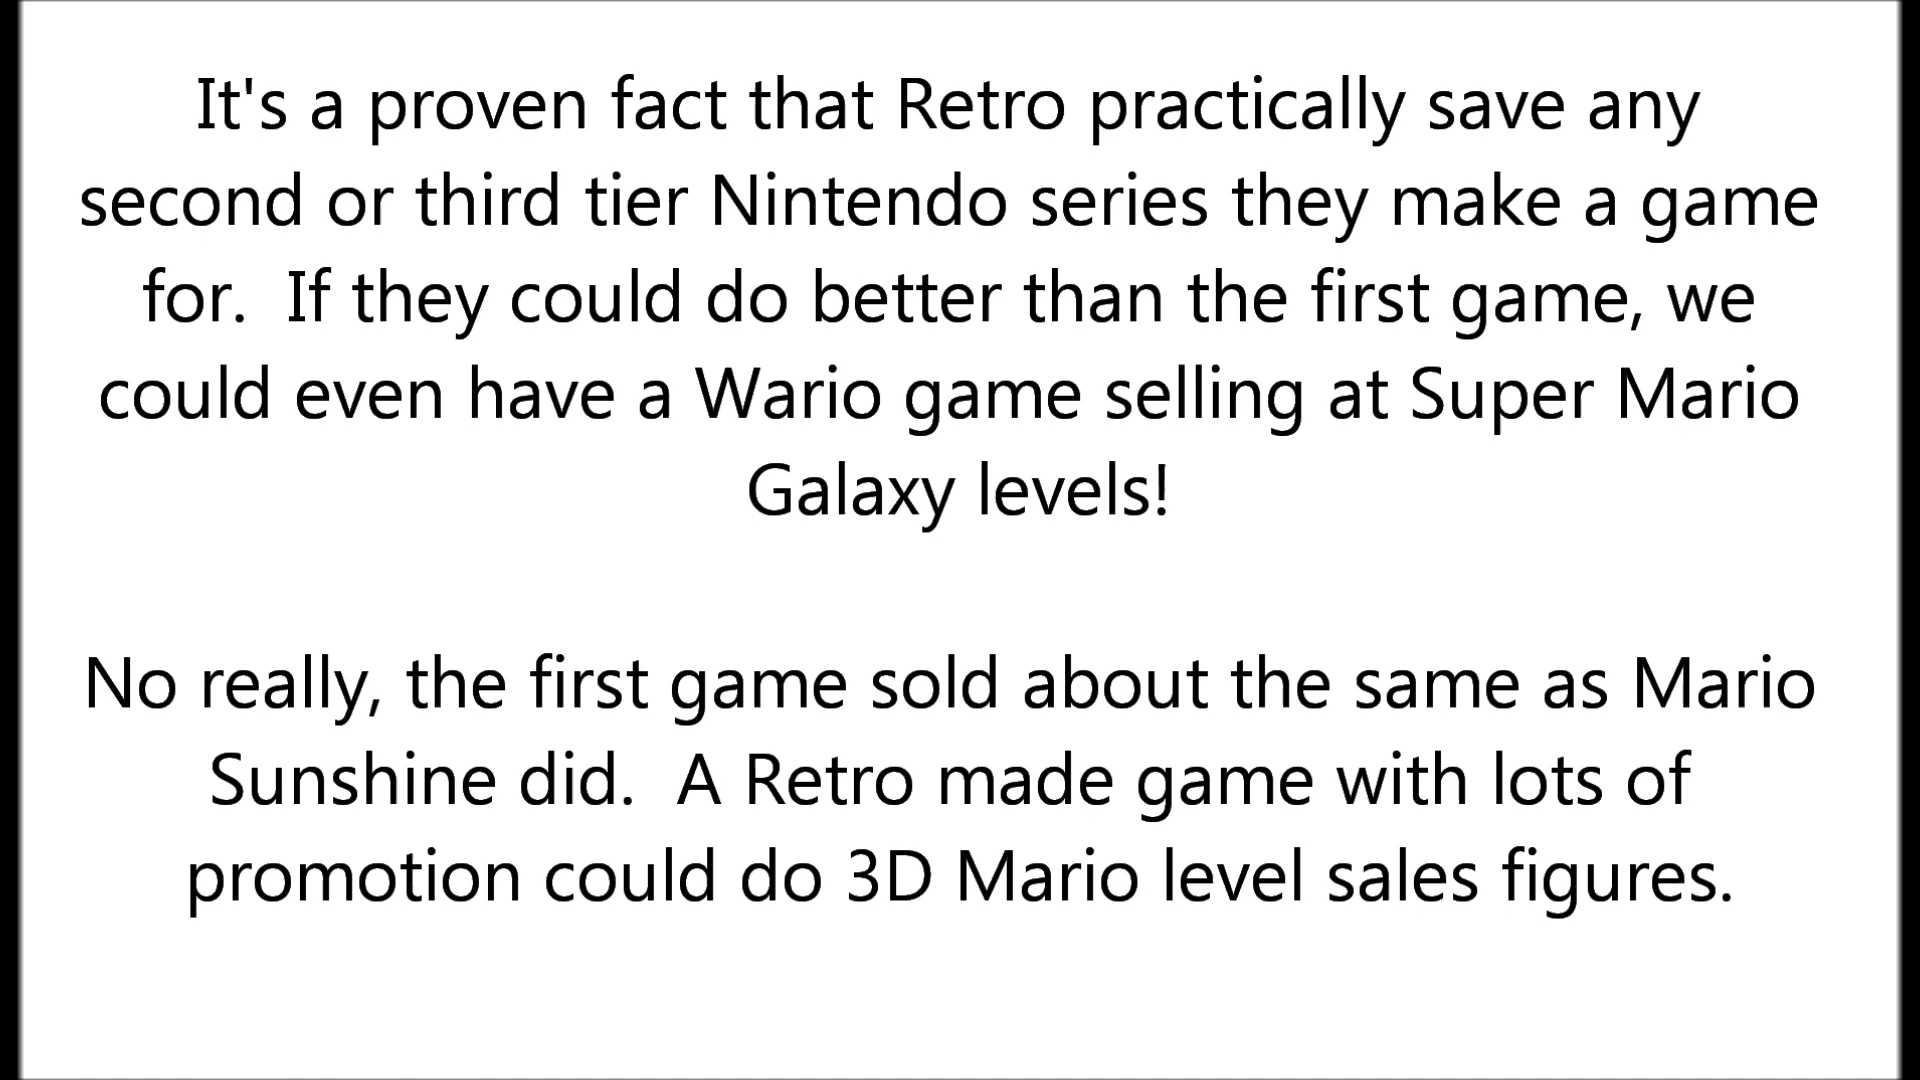 It's a proven fact that Retro practically save any
second or third tier Nintendo series they make a game
for.  If they could do better than the first game, we
could even have a Wario game selling at Super Mario
Galaxy levels!
No really, the first game sold about the same as Mario
Sunshine did.  A Retro made game with lots of
promotion could do 3D Mario level sales figures.